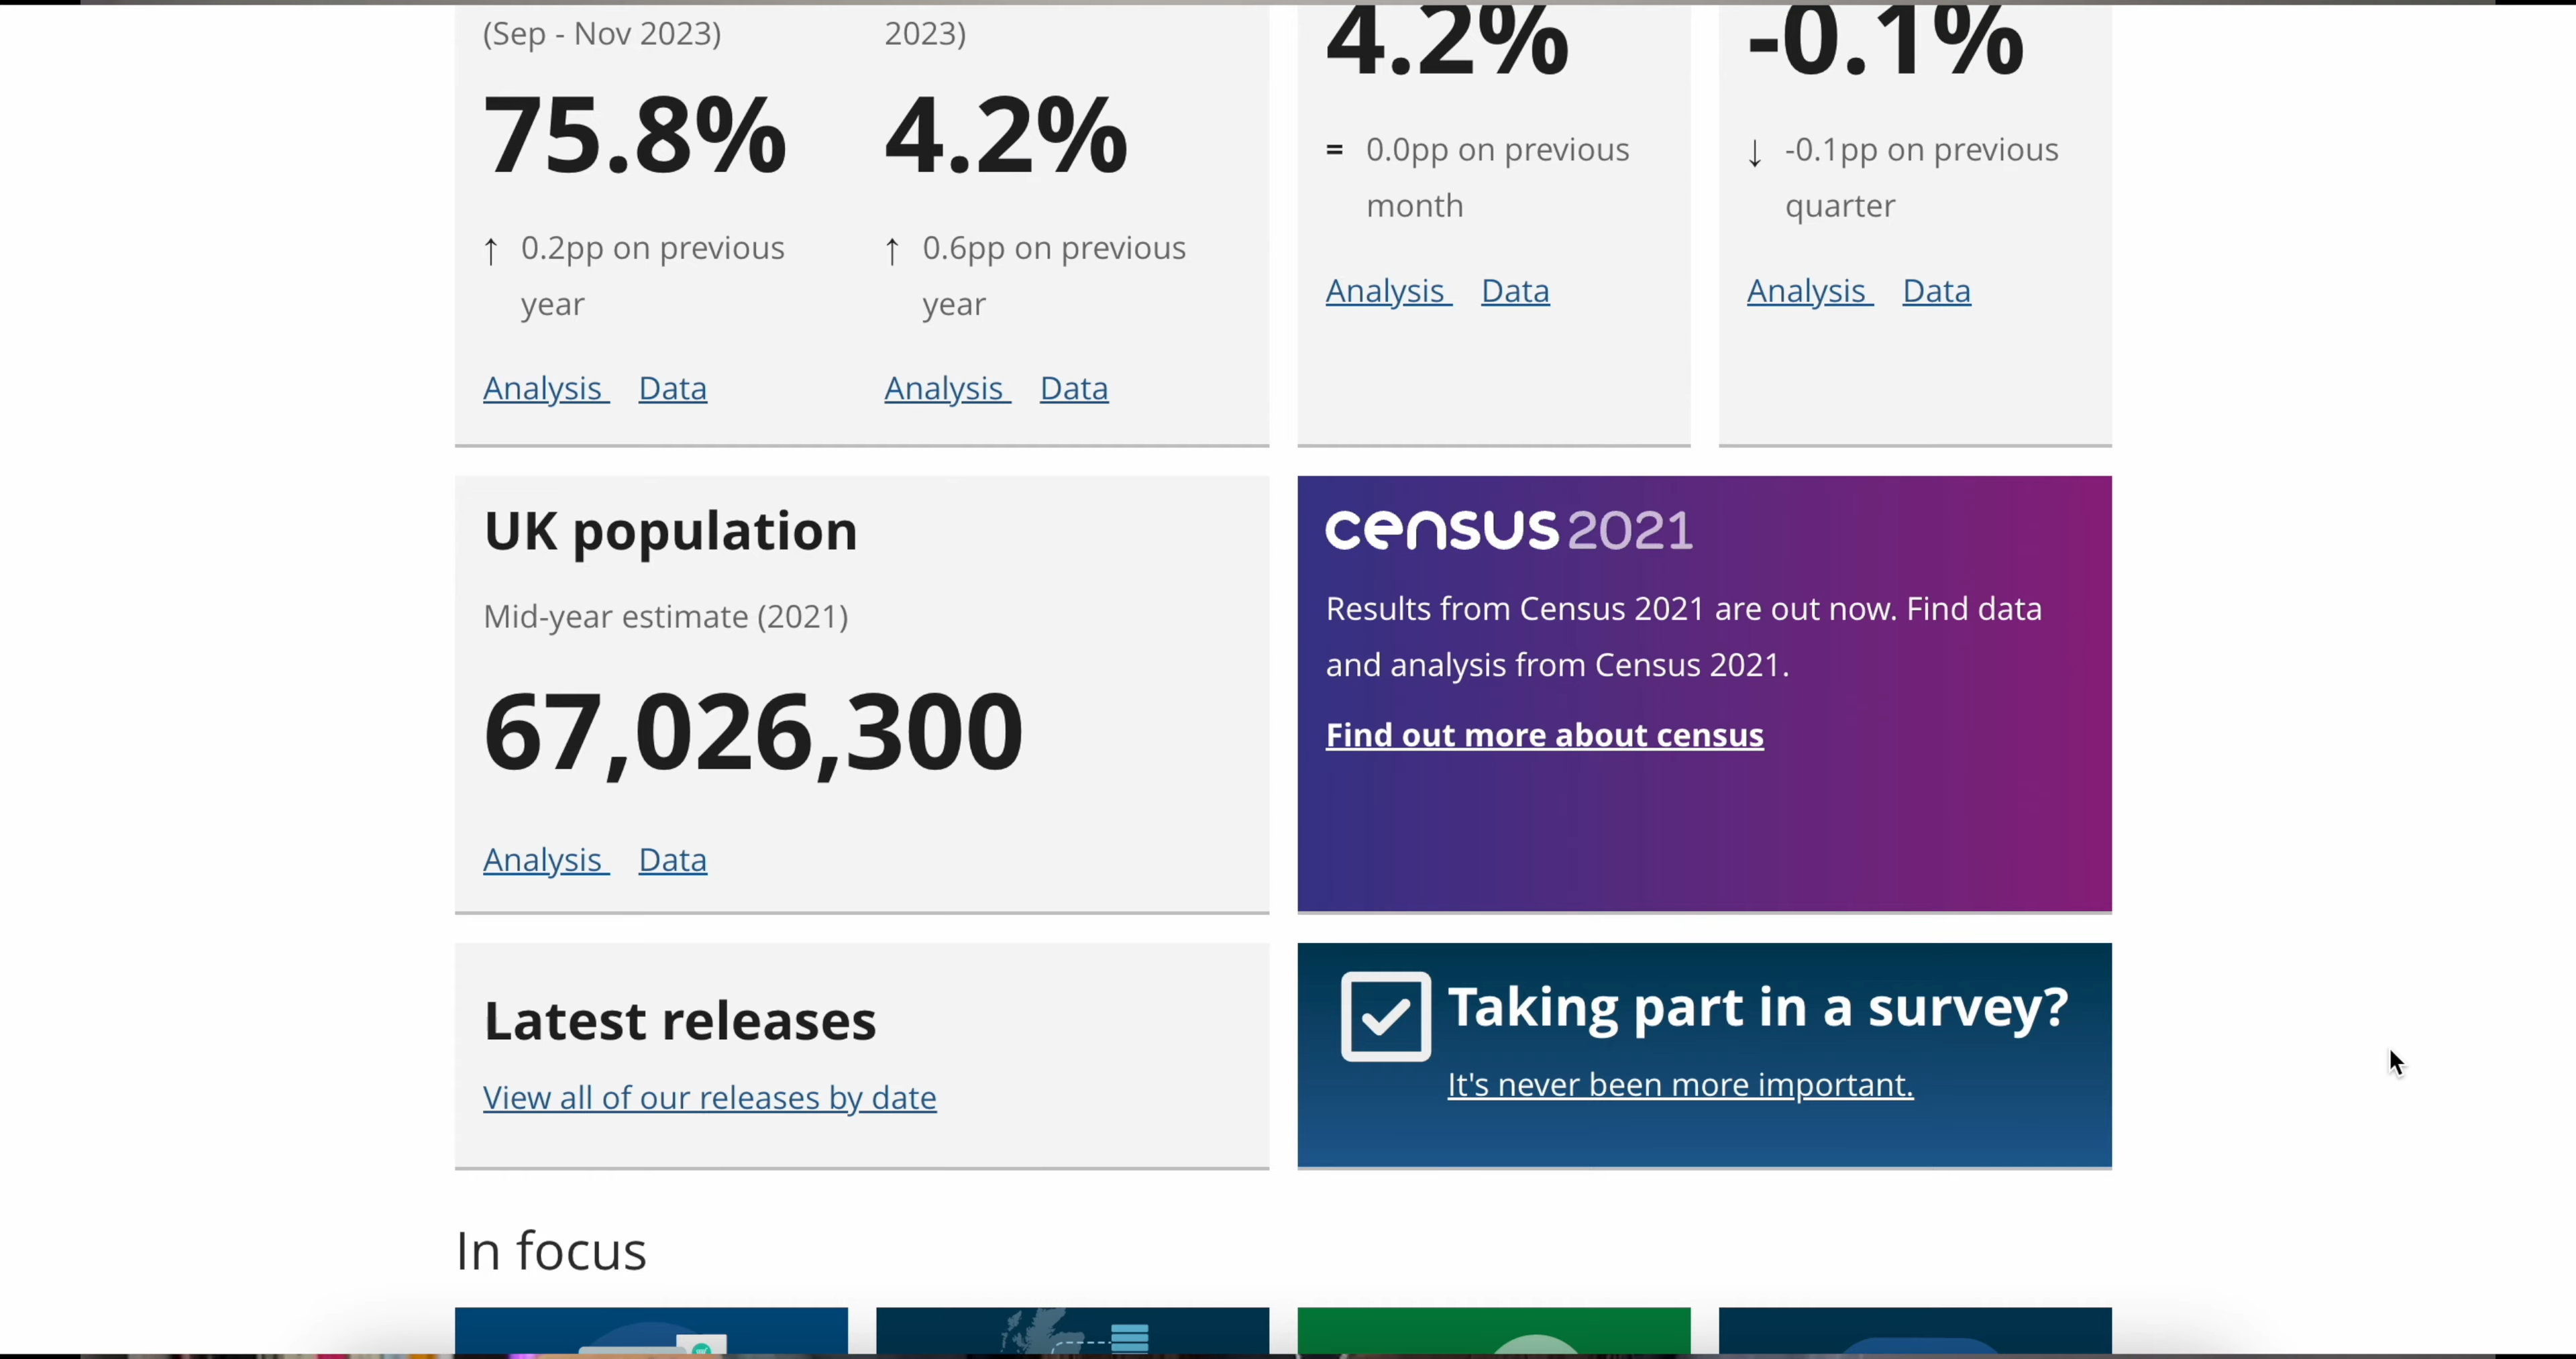 (Sep - Nov 2023)
75.8%
↑ 0.2pp on previous
year
Analysis Data
2023)
4.2%
↑ 0.6pp on previous
year
Analysis Data
4.2%
= 0.0pp on previous
month
Analysis Data
-0.1%
↓ -0.1pp on previous
quarter
Analysis Data
UK population
Mid-year estimate (2021)
67,026,300
Analysis Data
census 2021
Results from Census 2021 are out now. Find data
and analysis from Census 2021.
Find out more about census
Latest releases
View all of our releases by date
Taking part in a survey?
It's never been more important.
In focus